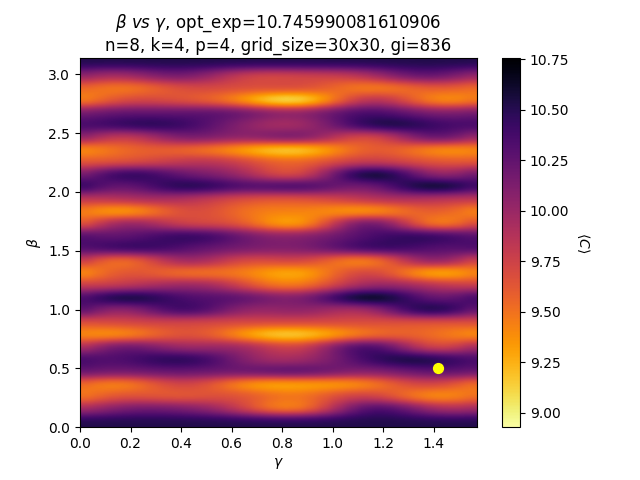 β vs γ, opt_exp=10.745990081610906
n=8, k=4, p=4, grid_size=30x30, gi=836
3.0
2.5
2.0
1.5
1.0
0.5
0.0
β
0.0 0.2 0.4 0.6 0.8 1.0 1.2 1.4
γ
10.75
10.50
10.25
10.00
9.75
9.50
9.25
9.00
⟨C⟩